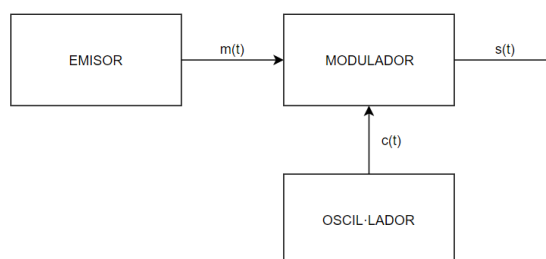 EMISOR
m(t)
MODULADOR
s(t)
c(t)
OSCIL·LADOR